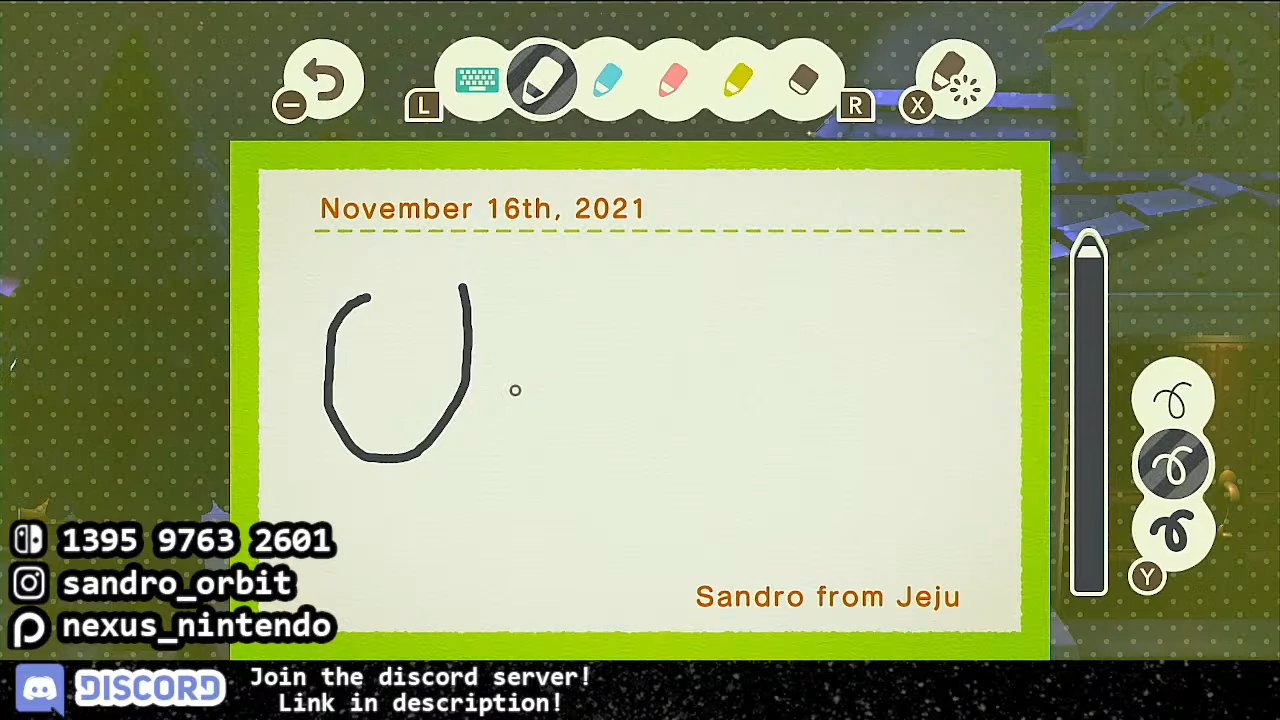 L
R
X
November 16th, 2021
U
Y
1395 9763 2601
sandro_orbit
Sandro from Jeju
nexus_nintendo
DISCORD
Join the discord server!
Link in description!